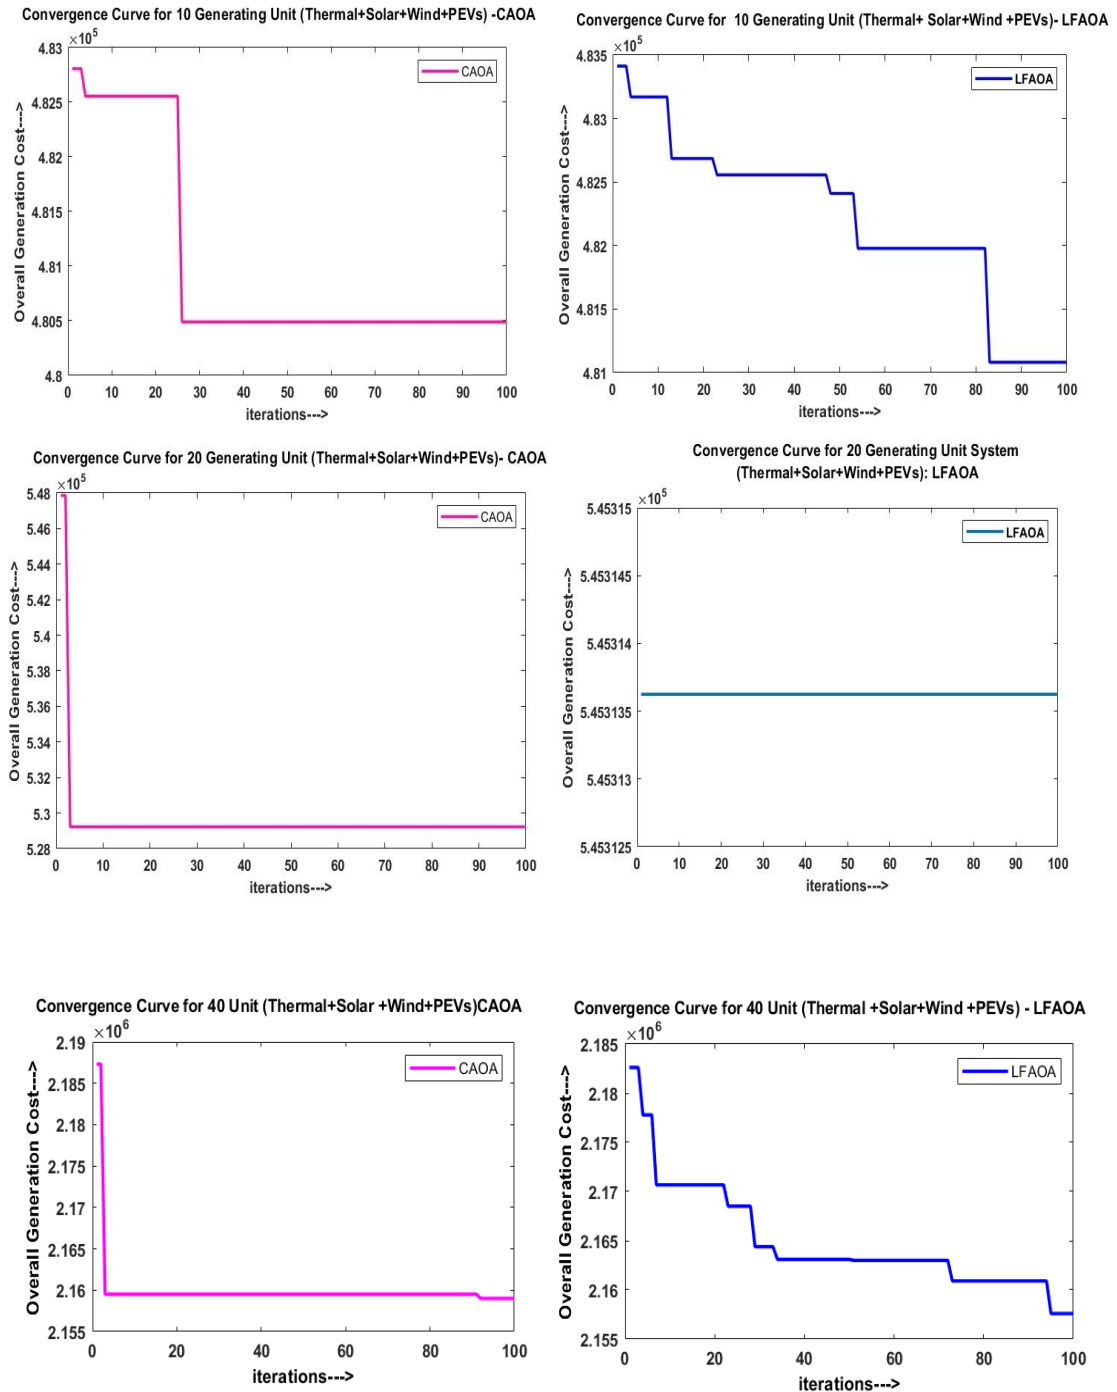 Convergence Curve for 10 Generating Unit (Thermal+Solar+Wind+PEVs) -CAOA
×10^5
4.83
4.825
4.82
4.815
4.81
4.805
4.8
Overall Generation Cost--->
CAOA
0 10 20 30 40 50 60 70 80 90 100
iterations--->
Convergence Curve for 10 Generating Unit (Thermal+ Solar+Wind +PEVs)- LFAOA
×10^5
4.835
4.83
4.825
4.82
4.815
4.81
Overall Generation Cost--->
LFAOA
0 10 20 30 40 50 60 70 80 90 100
iterations--->
Convergence Curve for 20 Generating Unit (Thermal+Solar+Wind+PEVs)- CAOA
×10^5
5.48
5.46
5.44
5.42
5.4
5.38
5.36
5.34
5.32
5.3
5.28
Overall Generation Cost--->
CAOA
0 10 20 30 40 50 60 70 80 90 100
iterations--->
Convergence Curve for 20 Generating Unit System
(Thermal+Solar+Wind+PEVs): LFAOA
×10^5
5.45315
5.453145
5.45314
5.453135
5.45313
5.453125
Overall Generation Cost--->
LFAOA
0 10 20 30 40 50 60 70 80 90 100
iterations--->
Convergence Curve for 40 Unit (Thermal+Solar +Wind+PEVs)CAOA
×10^6
2.19
2.185
2.18
2.175
2.17
2.165
2.16
2.155
Overall Generation Cost--->
CAOA
0 20 40 60 80 100
iterations--->
Convergence Curve for 40 Unit (Thermal +Solar+Wind +PEVs) - LFAOA
×10^6
2.185
2.18
2.175
2.17
2.165
2.16
2.155
Overall Generation Cost--->
LFAOA
0 20 40 60 80 100
iterations--->